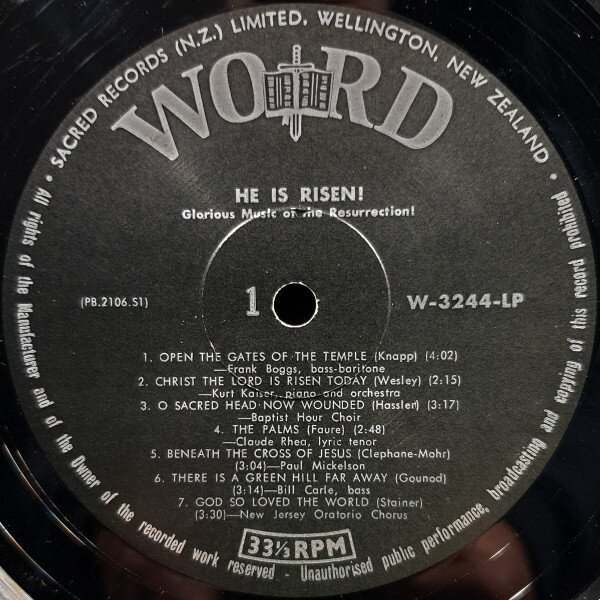 SACRED RECORDS (N.Z.) LIMITED, WELLINGTON, NEW ZEALAND
WORD
HE IS RISEN!
Glorious Music of the Resurrection!
(PB.2106.S1)
1
W-3244-LP
1. OPEN THE GATES OF THE TEMPLE (Knapp) (4:02)
—Frank Boggs, bass-baritone
2. CHRIST THE LORD IS RISEN TODAY (Wesley) (2:15)
—Kurt Kaiser, piano and orchestra
3. O SACRED HEAD NOW WOUNDED (Hassler) (3:17)
—Baptist Hour Choir
4. THE PALMS (Faure) (2:48)
—Claude Rhea, lyric tenor
5. BENEATH THE CROSS OF JESUS (Clephane-Mohr)
(3:04)—Paul Mickelson
6. THERE IS A GREEN HILL FAR AWAY (Gounod)
(3:14)—Bill Carle, bass
7. GOD SO LOVED THE WORLD (Stainer)
(3:30)—New Jersey Oratorio Chorus
33⅓ RPM
All rights of the Manufacturer and of the Owner of the recorded work reserved - Unauthorised public performance, broadcasting and copying of this record prohibited